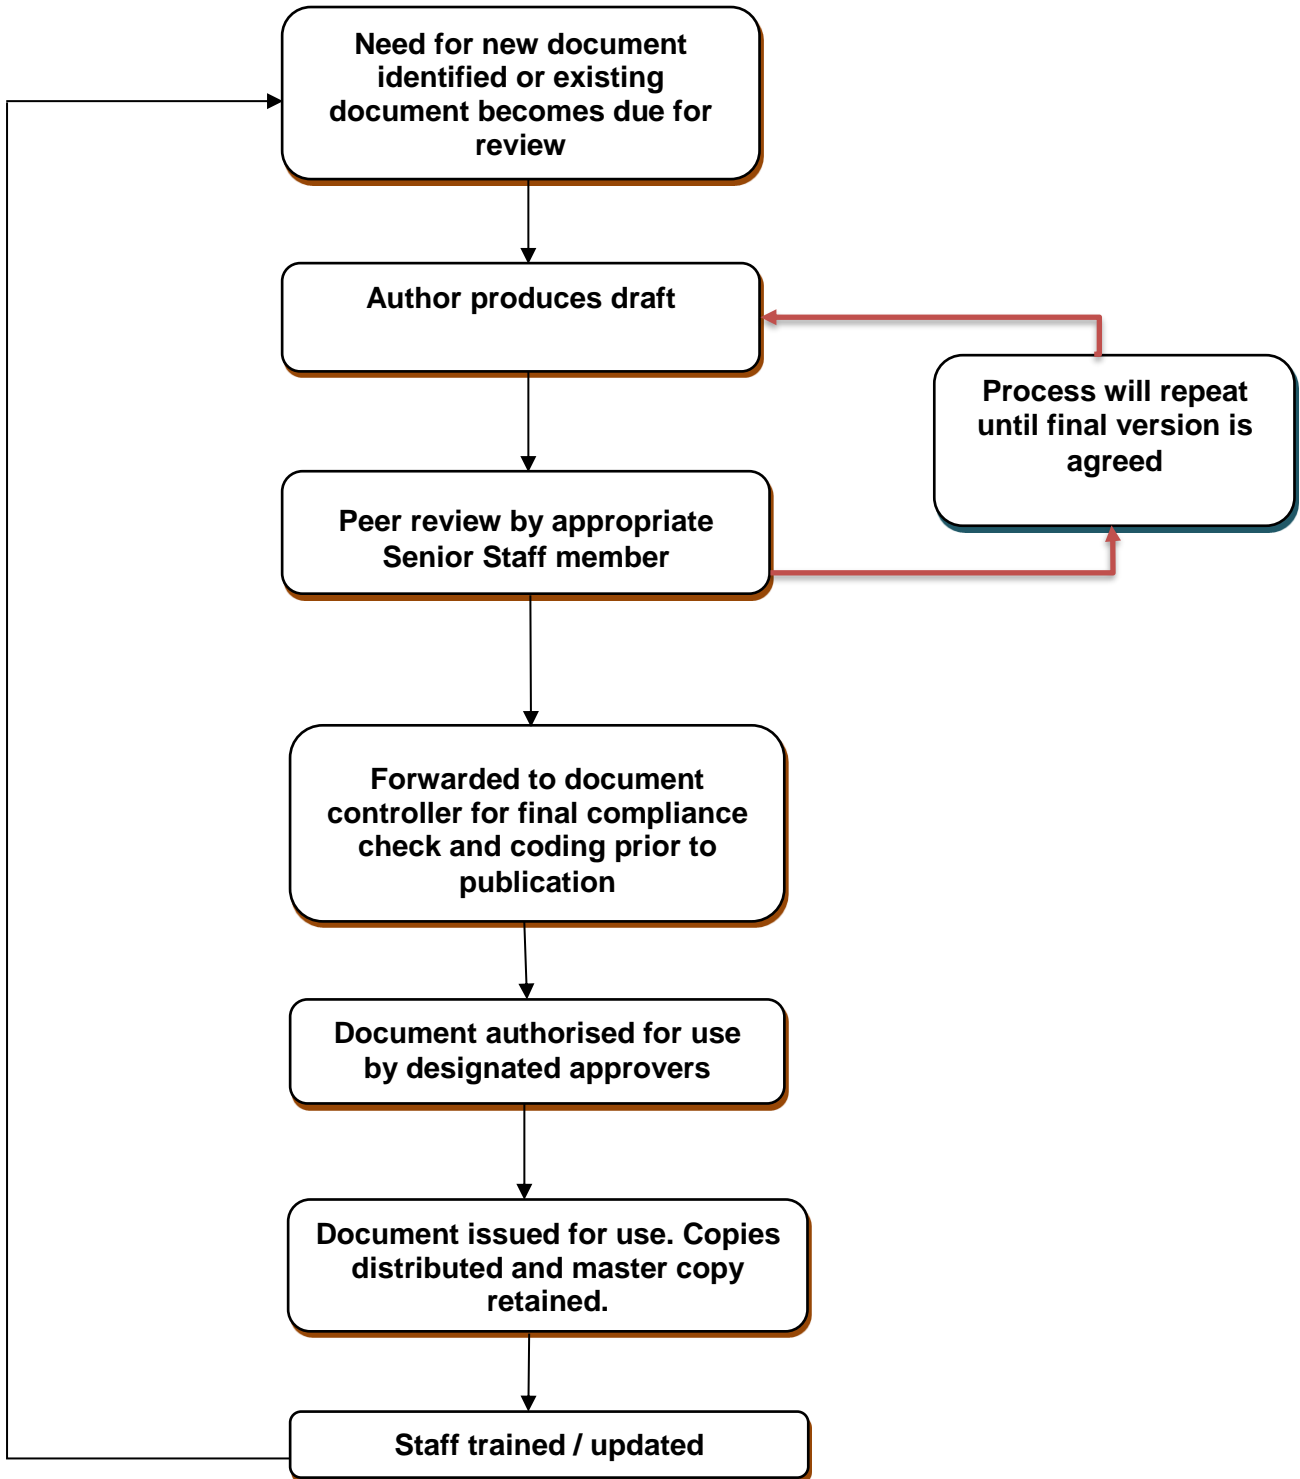 Need for new document
identified or existing
document becomes due for
review
Author produces draft
Process will repeat
until final version is
agreed
Peer review by appropriate
Senior Staff member
Forwarded to document
controller for final compliance
check and coding prior to
publication
Document authorised for use
by designated approvers
Document issued for use. Copies
distributed and master copy
retained.
Staff trained / updated